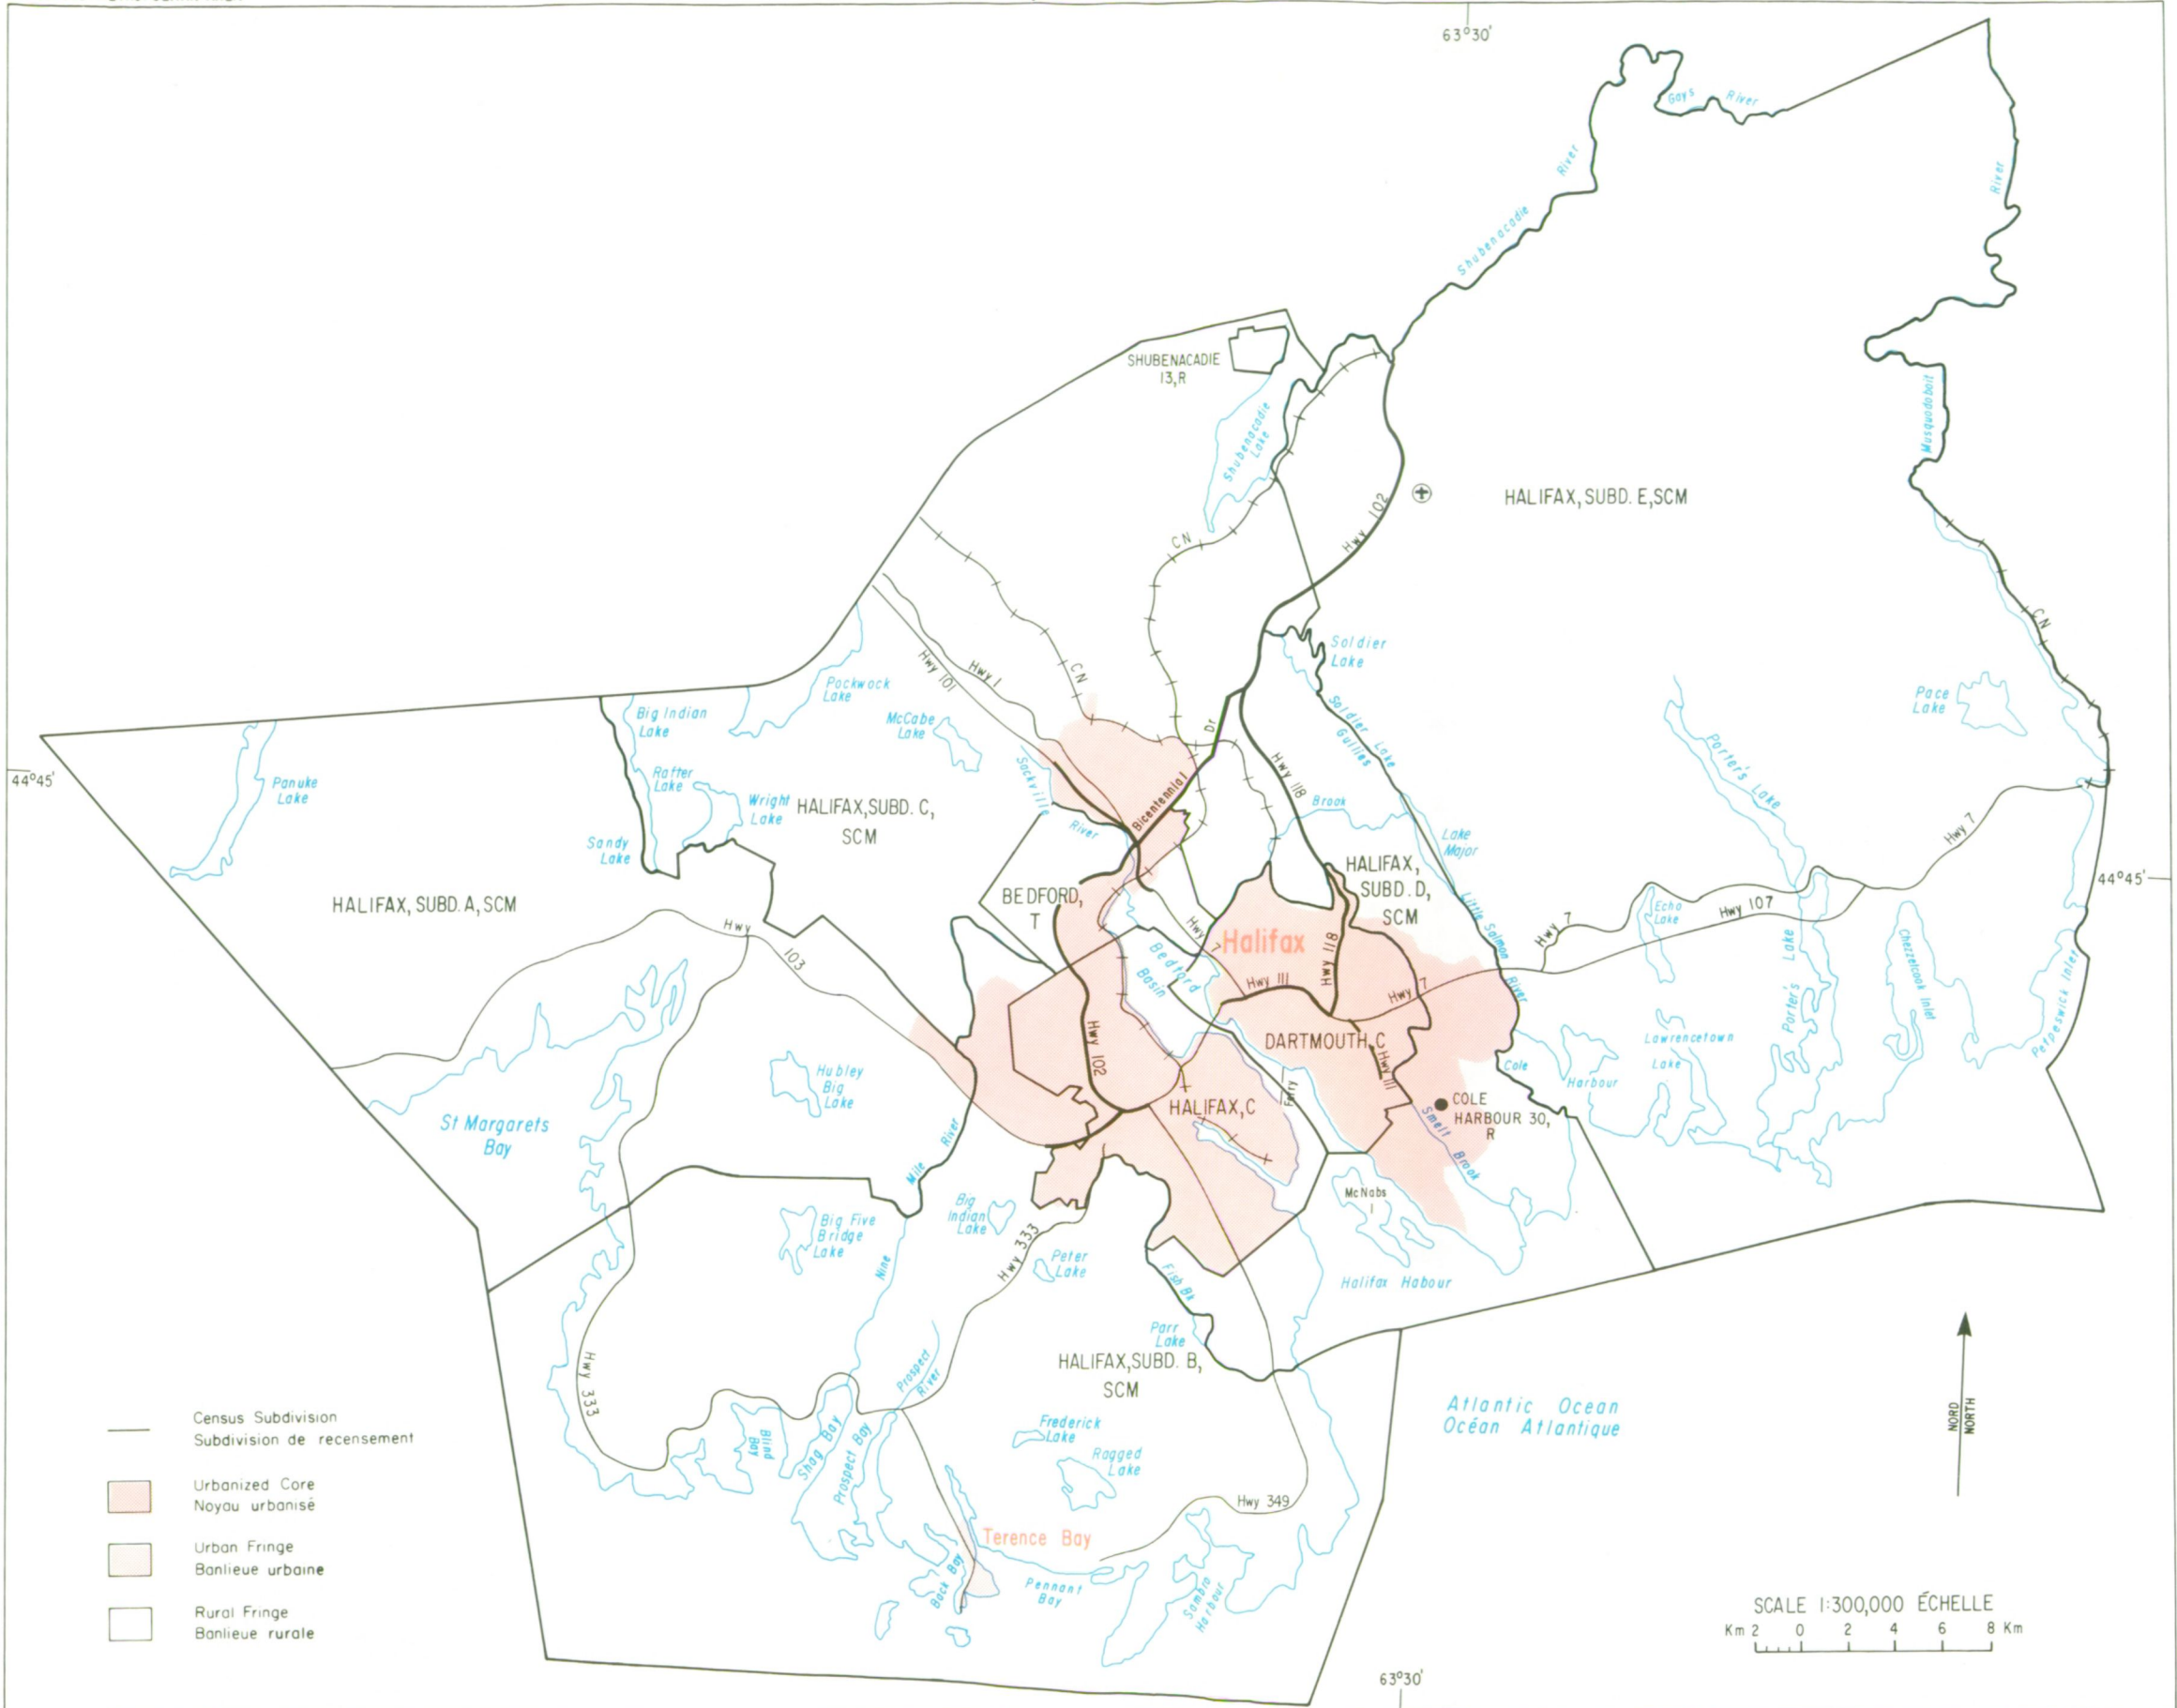 63°30'
Gays River
Shubenacadie River
River
Musquodoboit
SHUBENACADIE
13,R
Shubenacadie
Lake
CN
Hwy 102
HALIFAX, SUBD. E,SCM
CN
Hwy 101
Hwy 1
CN
Soldier
Lake
Pockwock
Lake
McCabe
Lake
Big Indian
Lake
Rafter
Lake
Wright
Lake
Sandy
Lake
Panuke
Lake
44°45'
HALIFAX,SUBD. C,
SCM
Sackville
River
Bicentennial
Dr
Hwy 118
Soldier Lake
Gullies
Brook
Lake
Major
Porter's Lake
Pace
Lake
Hwy 7
44°45'
HALIFAX, SUBD. A,SCM
Hwy
103
BEDFORD,
T
HALIFAX,
SUBD. D,
SCM
Little Salmon
River
Echo
Lake
Hwy 7
Hwy 107
Hwy 7
Halifax
Bedford
Basin
Hwy 111
Hwy 118
Hwy 7
Porter's Lake
Chezzetcook Inlet
Petpeswick Inlet
Hwy 102
DARTMOUTH,C
Hwy 111
Lawrencetown
Lake
Cole
Harbour
Hubley
Big
Lake
St Margarets
Bay
HALIFAX,C
Ferry
COLE
HARBOUR 30,
R
Smelt
Brook
Mile
River
Nine
McNabs
I
Big
Indian
Lake
Big Five
Bridge
Lake
Hwy 333
Peter
Lake
Fish Bk
Halifax Habour
Parr
Lake
HALIFAX,SUBD. B,
SCM
Prospect
River
Hwy 333
Atlantic Ocean
Océan Atlantique
NORD
NORTH
Blind
Bay
Shag Bay
Prospect Bay
Frederick
Lake
Ragged
Lake
Hwy 349
Terence Bay
Back Bay
Pennant
Bay
Sambro
Harbour
Census Subdivision
Subdivision de recensement
Urbanized Core
Noyau urbanisé
Urban Fringe
Banlieue urbaine
Rural Fringe
Banlieue rurale
SCALE 1:300,000 ÉCHELLE
Km 2 0 2 4 6 8 Km
63°30'